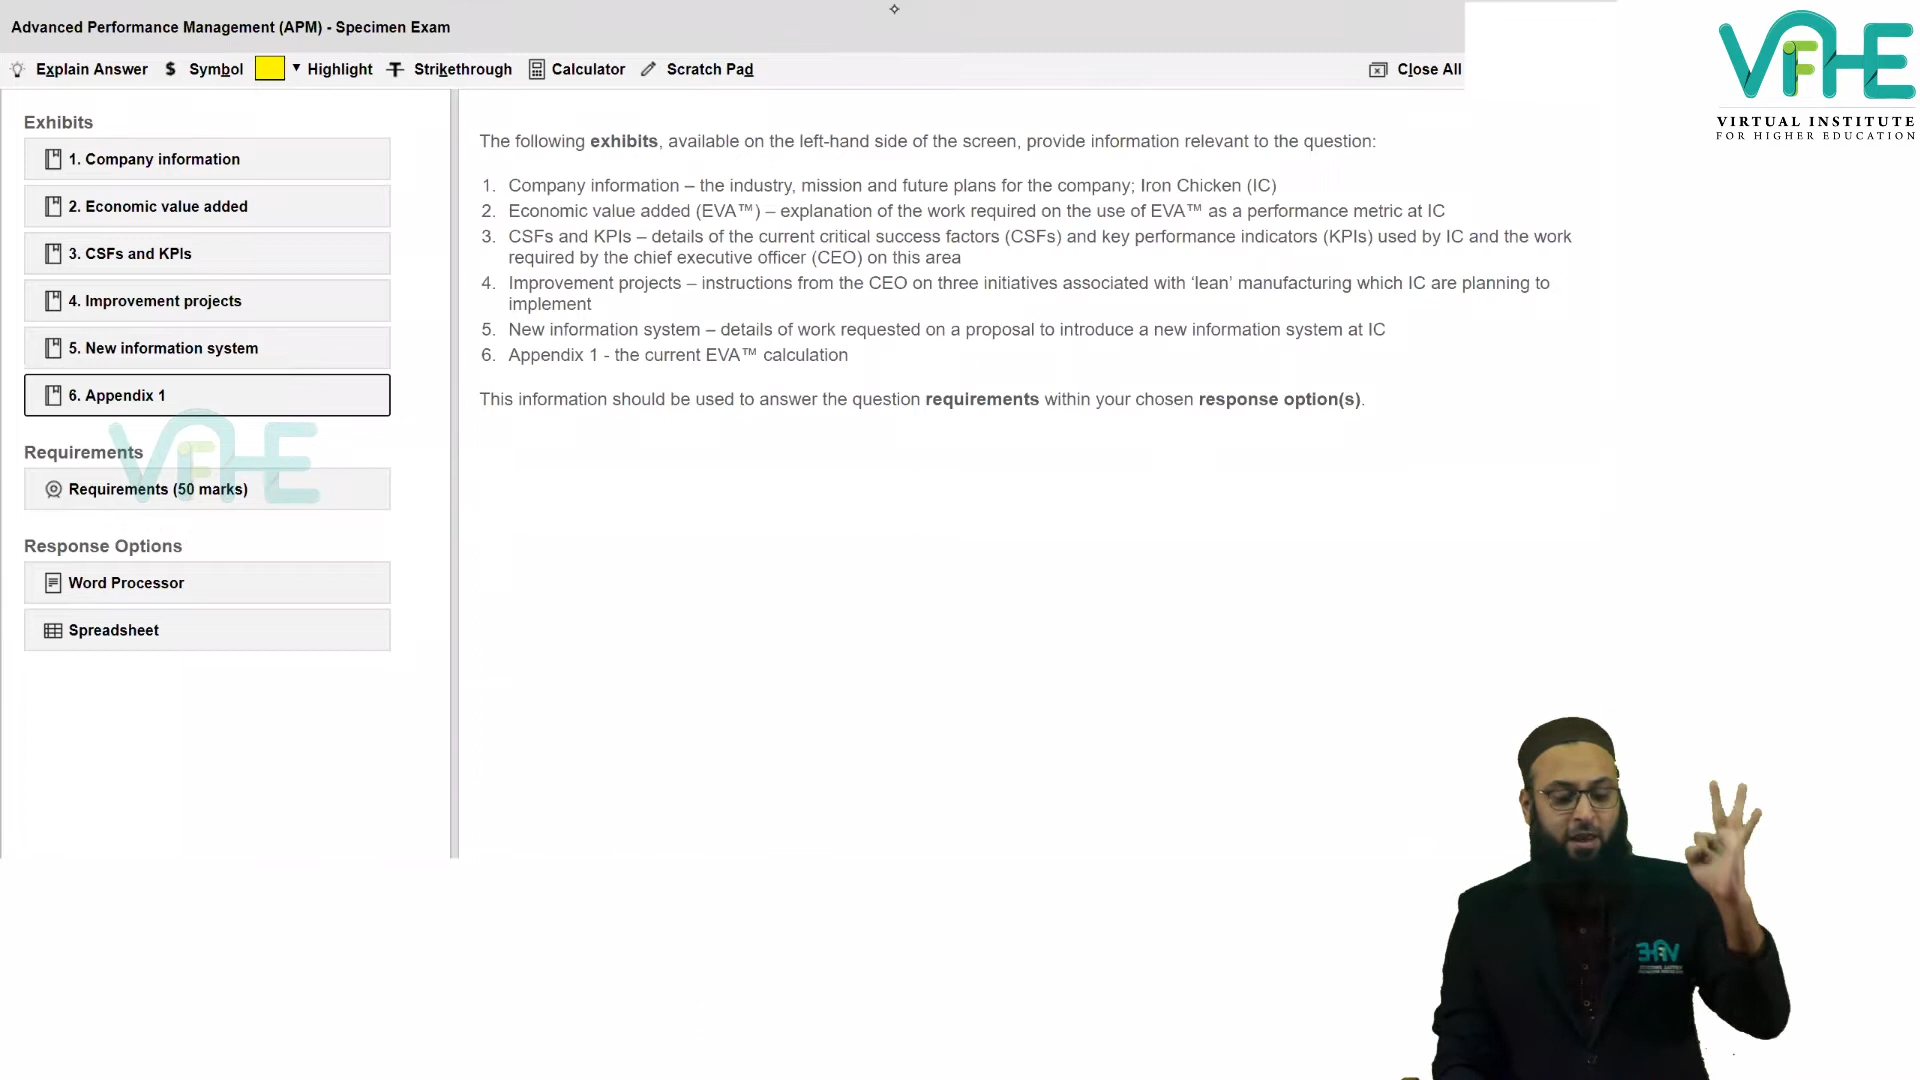 Advanced Performance Management (APM) - Specimen Exam
Explain Answer $ Symbol Highlight Strikethrough Calculator Scratch Pad Close All
VIFHE
VIRTUAL INSTITUTE
FOR HIGHER EDUCATION
Exhibits
1. Company information
2. Economic value added
3. CSFs and KPIs
4. Improvement projects
5. New information system
6. Appendix 1
Requirements
Requirements (50 marks)
Response Options
Word Processor
Spreadsheet
The following exhibits, available on the left-hand side of the screen, provide information relevant to the question:
1. Company information – the industry, mission and future plans for the company; Iron Chicken (IC)
2. Economic value added (EVA™) – explanation of the work required on the use of EVA™ as a performance metric at IC
3. CSFs and KPIs – details of the current critical success factors (CSFs) and key performance indicators (KPIs) used by IC and the work
required by the chief executive officer (CEO) on this area
4. Improvement projects – instructions from the CEO on three initiatives associated with ‘lean’ manufacturing which IC are planning to
implement
5. New information system – details of work requested on a proposal to introduce a new information system at IC
6. Appendix 1 - the current EVA™ calculation
This information should be used to answer the question requirements within your chosen response option(s).